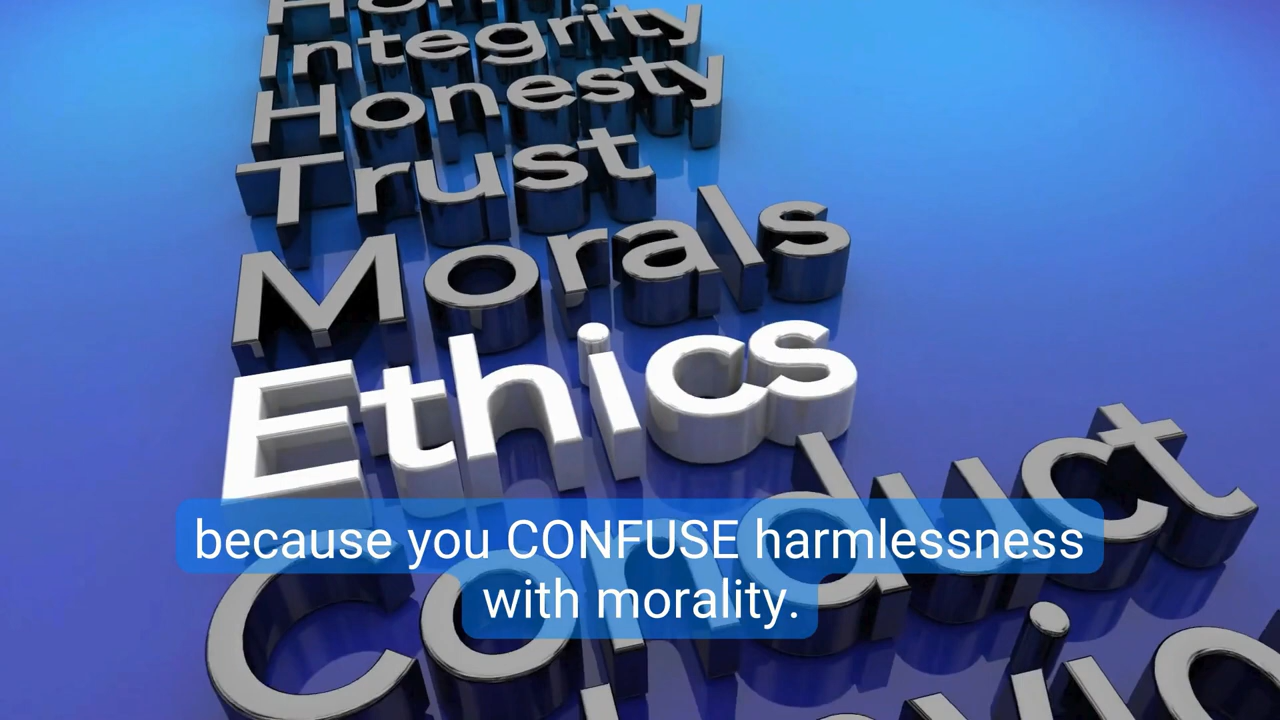 Integrity
Honesty
Trust
Morals
Ethics
Conduct
because you CONFUSE harmlessness
with morality.